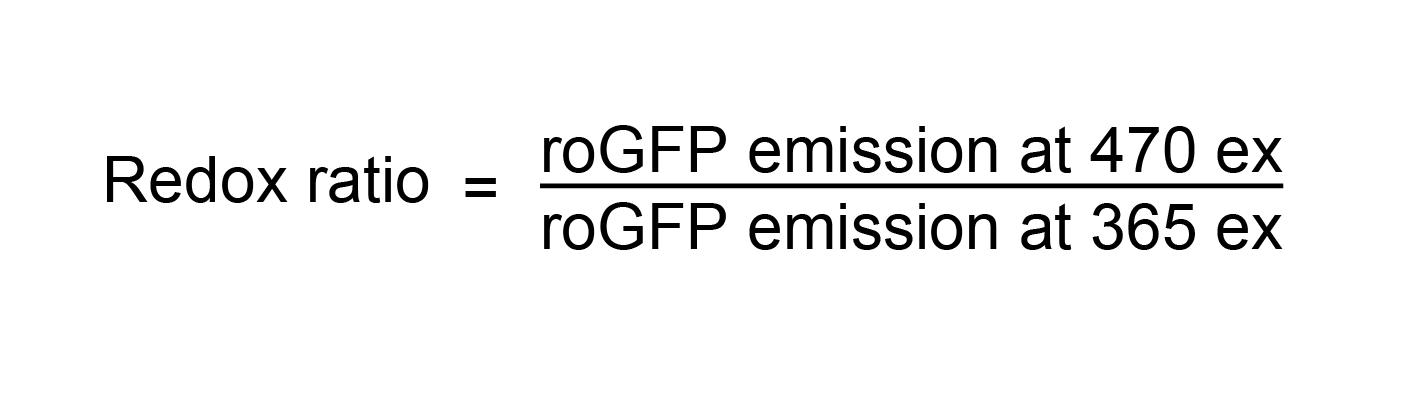 Redox ratio = roGFP emission at 470 ex
roGFP emission at 365 ex